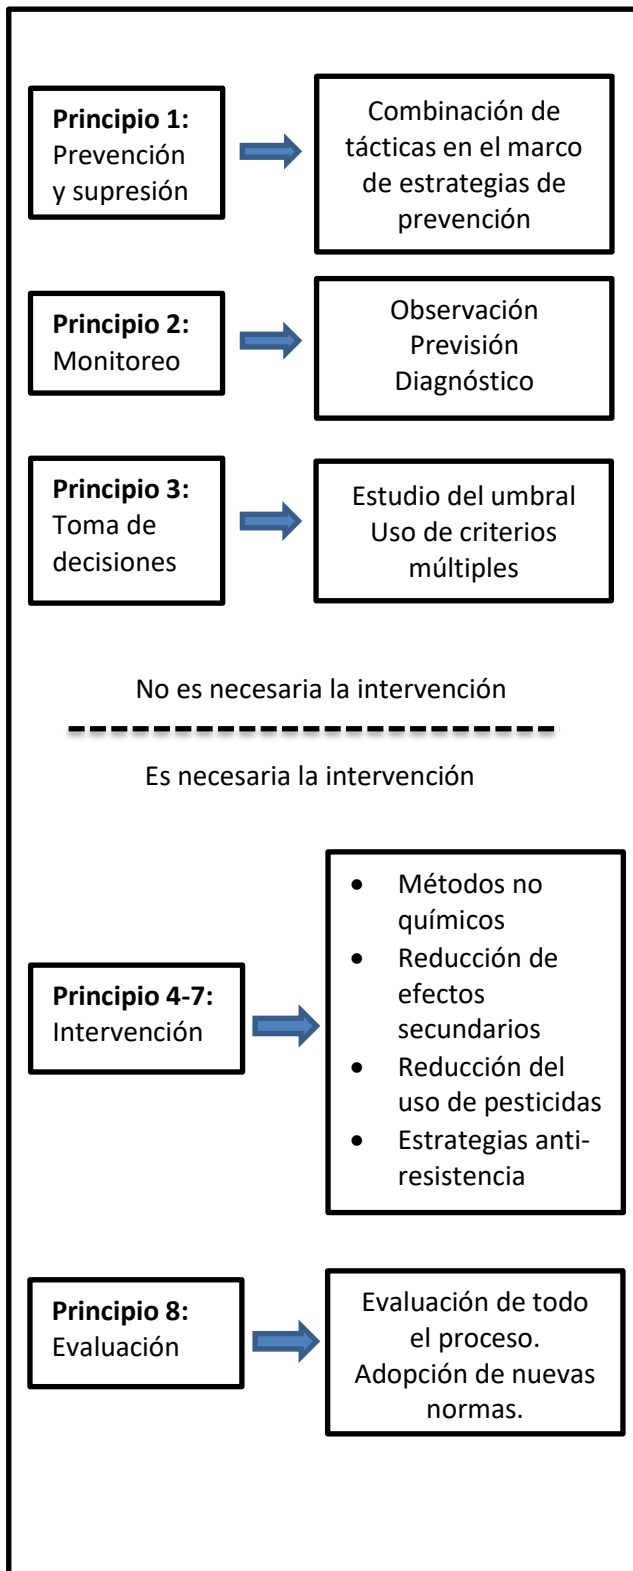 Principio 1:
Prevención
y supresión
Combinación de
tácticas en el marco
de estrategias de
prevención
Principio 2:
Monitoreo
Observación
Previsión
Diagnóstico
Principio 3:
Toma de
decisiones
Estudio del umbral
Uso de criterios
múltiples
No es necesaria la intervención
Es necesaria la intervención
Principio 4-7:
Intervención
• Métodos no
químicos
• Reducción de
efectos
secundarios
• Reducción del
uso de pesticidas
• Estrategias anti-
resistencia
Principio 8:
Evaluación
Evaluación de todo
el proceso.
Adopción de nuevas
normas.